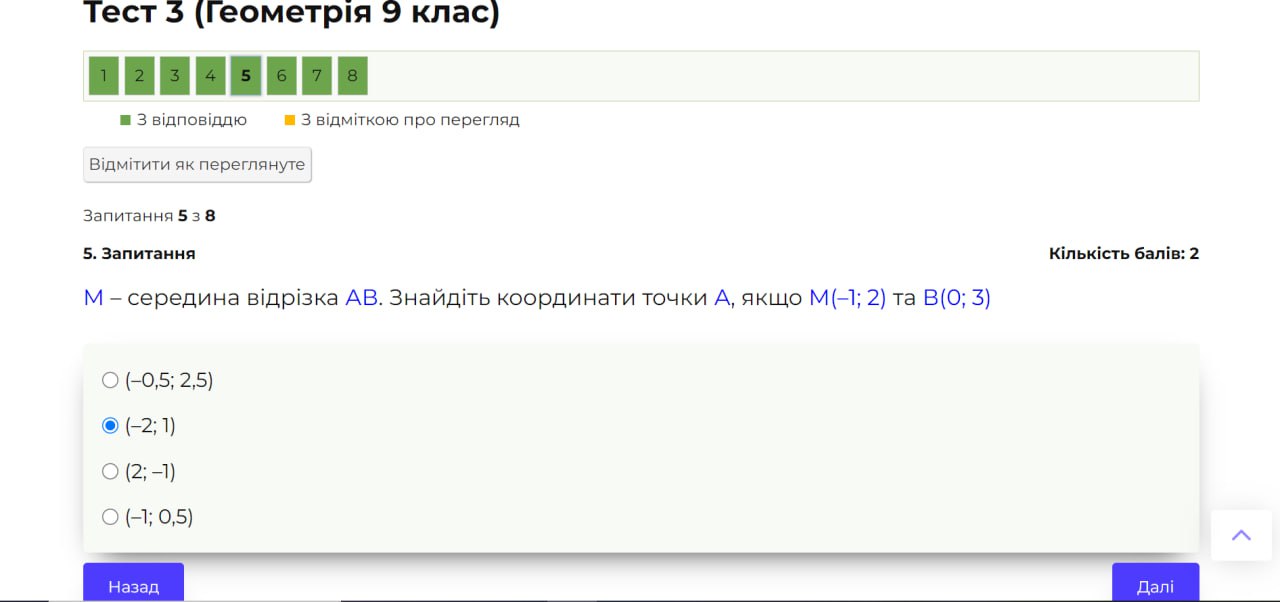 Тест 3 (Геометрія 9 клас)
1 2 3 4 5 6 7 8
З відповіддю З відміткою про перегляд
Відмітити як переглянуте
Запитання 5 з 8
5. Запитання Кількість балів: 2
М – середина відрізка АВ. Знайдіть координати точки А, якщо М(–1; 2) та В(0; 3)
(–0,5; 2,5)
(–2; 1)
(2; –1)
(–1; 0,5)
Назад Далі